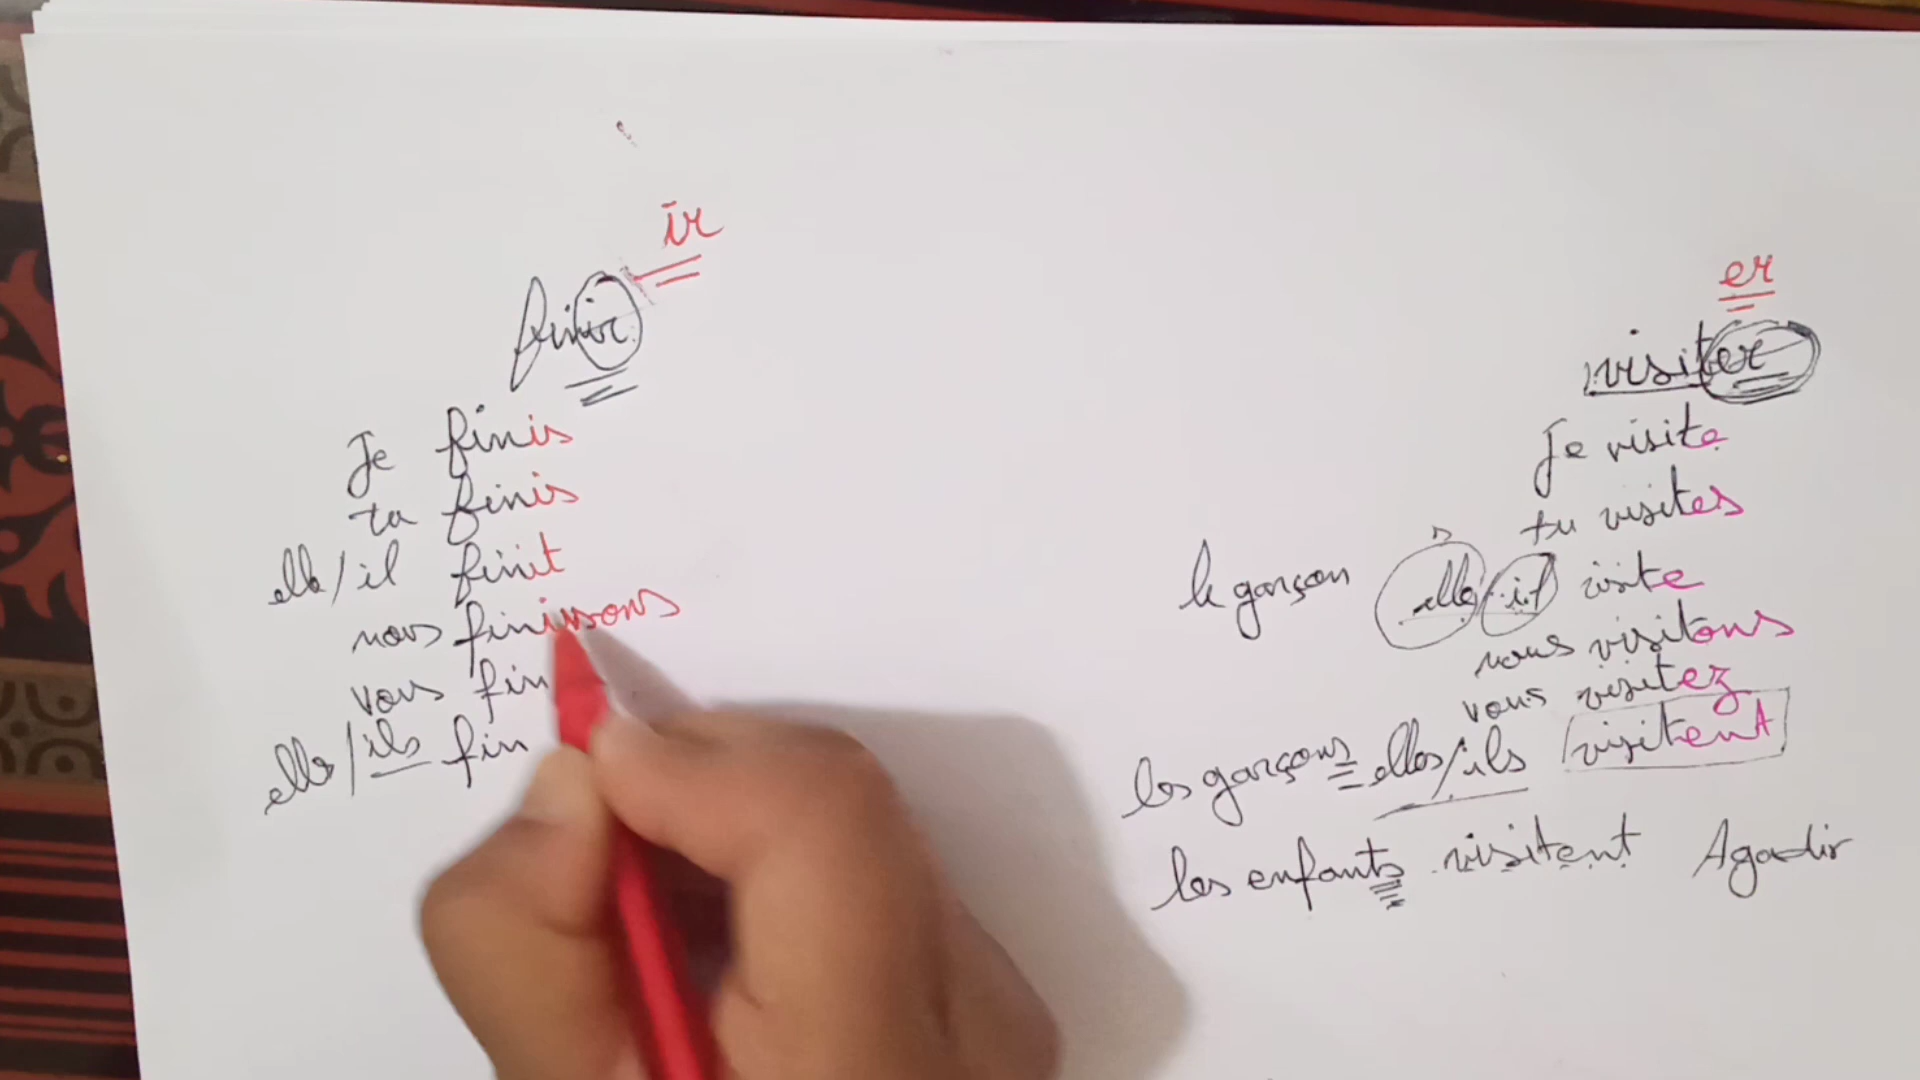 ir
finir
Je finis
tu finis
elle/il finit
nous finissons
vous fin
elles/ils fin
er
visiter
Je visite
tu visites
s
le garçon elle/il visite
nous visitons
vous visitez
les garçons = elles/ils visitent
les enfants visitent Agadir